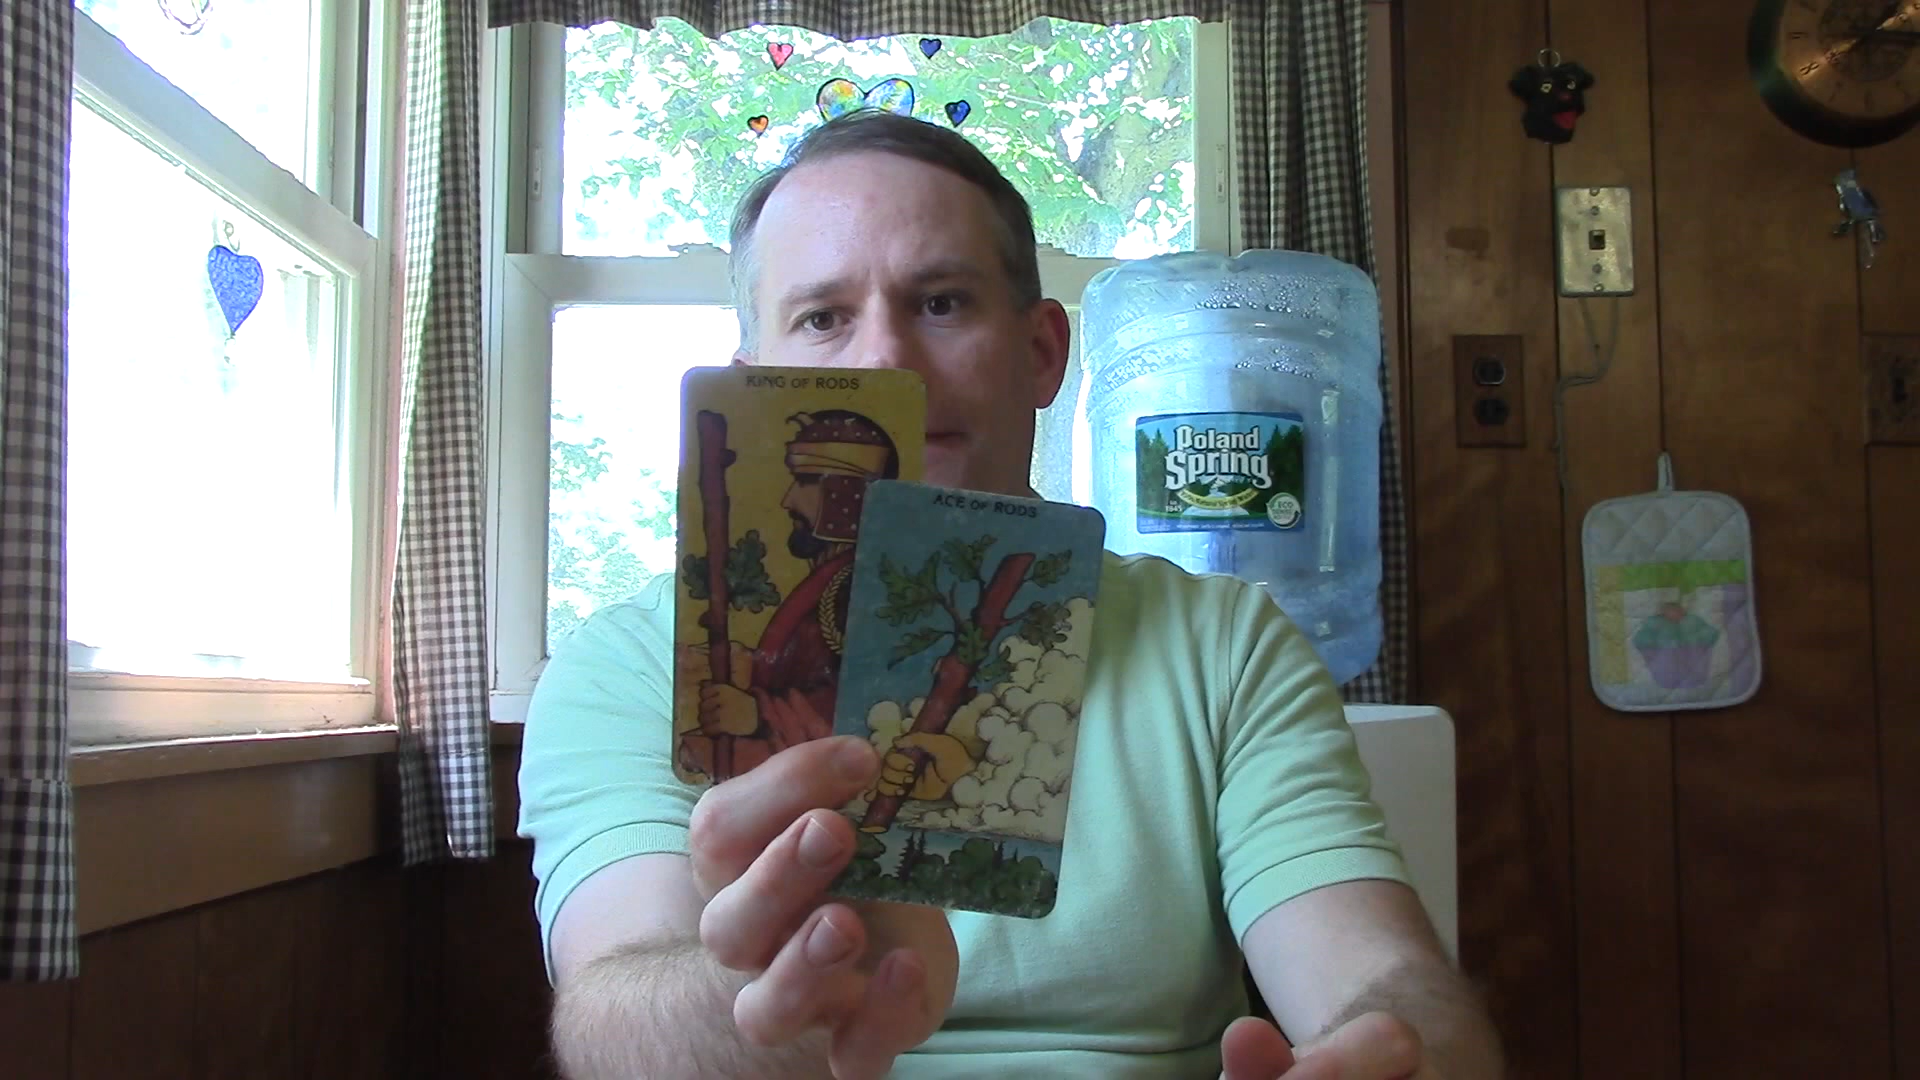 KING OF RODS
ACE OF RODS
Poland
Spring